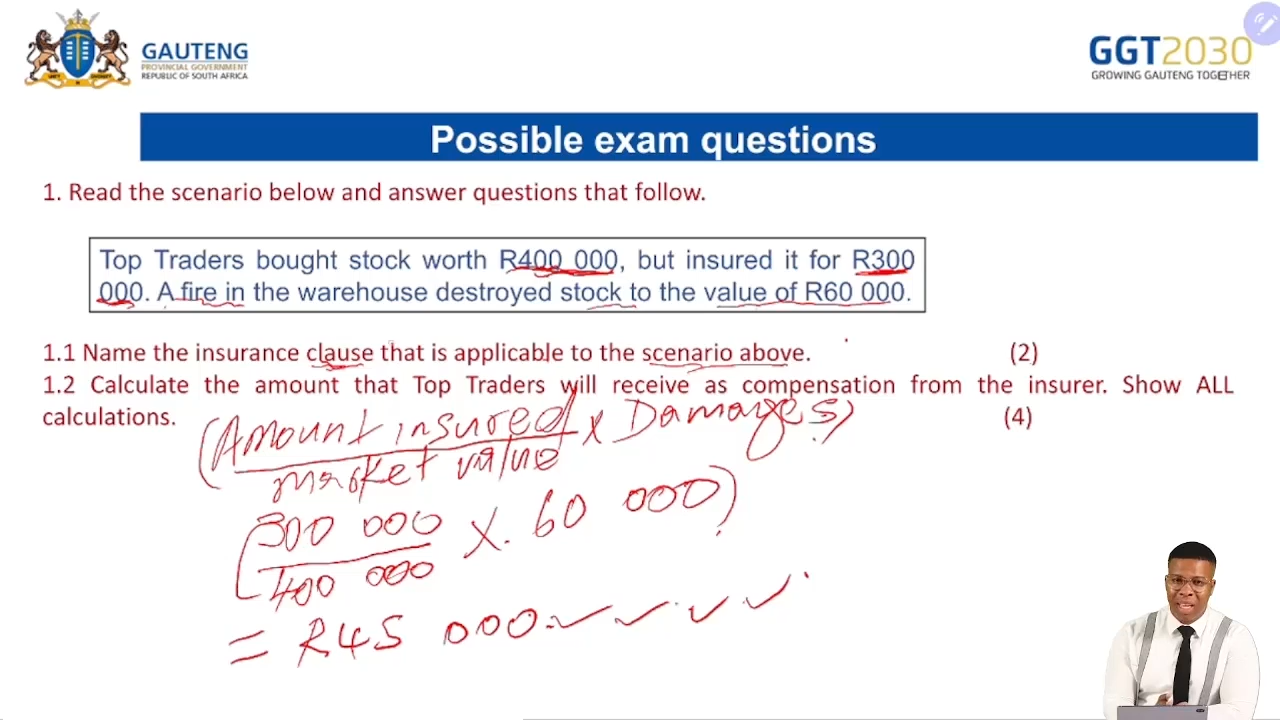 GAUTENG
PROVINCIAL GOVERNMENT
REPUBLIC OF SOUTH AFRICA
GGT2030
GROWING GAUTENG TOGETHER
Possible exam questions
1. Read the scenario below and answer questions that follow.
Top Traders bought stock worth R400 000, but insured it for R300
000. A fire in the warehouse destroyed stock to the value of R60 000.
1.1 Name the insurance clause that is applicable to the scenario above. (2)
1.2 Calculate the amount that Top Traders will receive as compensation from the insurer. Show ALL
calculations. (4)
(Amount insured x Damages)
market value
(300 000 x. 60 000)
400 000
= R45 000. ✓ ✓ ✓ ✓